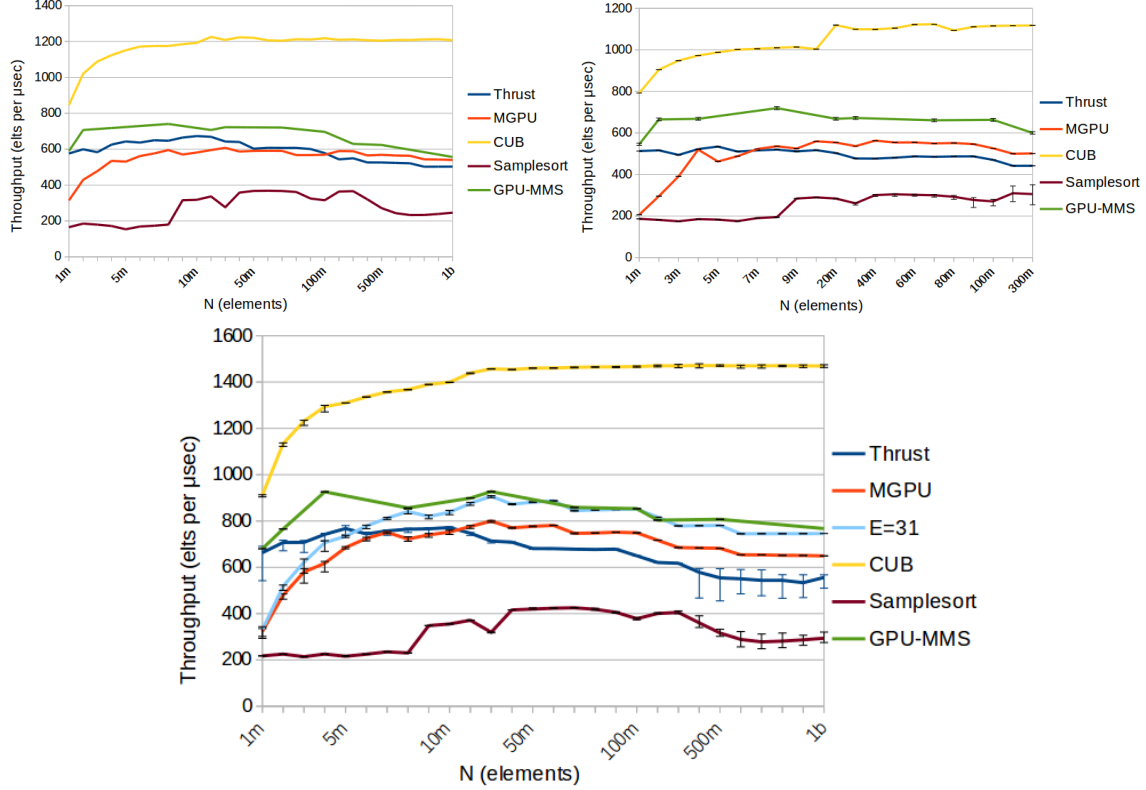 1400
1200
1000
800
600
400
200
0
Throughput (elts per µsec)
1m
5m
10m
50m
100m
500m
1b
N (elements)
Thrust
MGPU
CUB
Samplesort
GPU-MMS
1200
1000
800
600
400
200
0
Throughput (elts per µsec)
1m
3m
5m
7m
9m
20m
40m
60m
80m
100m
300m
N (elements)
Thrust
MGPU
CUB
Samplesort
GPU-MMS
1600
1400
1200
1000
800
600
400
200
0
Throughput (elts per µsec)
1m
5m
10m
50m
100m
500m
1b
N (elements)
Thrust
MGPU
E=31
CUB
Samplesort
GPU-MMS